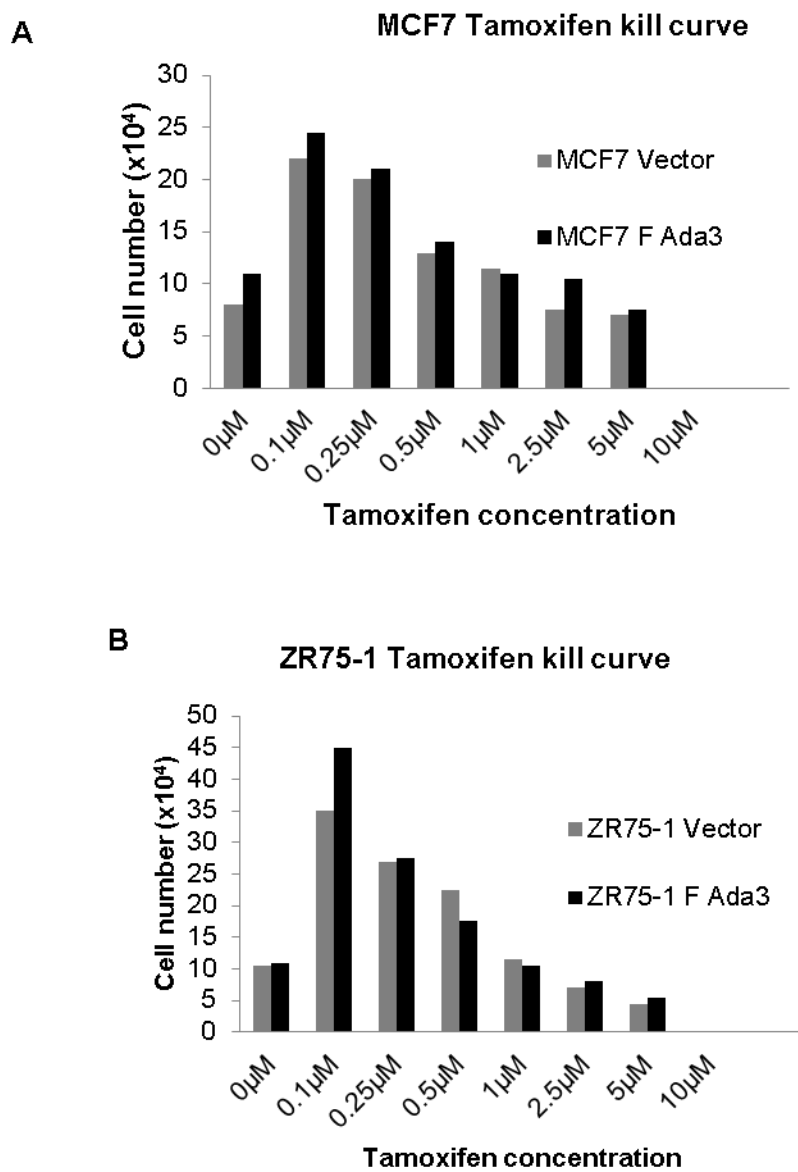 A
MCF7 Tamoxifen kill curve
Cell number (x10⁴)
30
25
20
15
10
5
0
MCF7 Vector
MCF7 F Ada3
0µM
0.1µM
0.25µM
0.5µM
1µM
2.5µM
5µM
10µM
Tamoxifen concentration
B
ZR75-1 Tamoxifen kill curve
Cell number (x10⁴)
50
45
40
35
30
25
20
15
10
5
0
ZR75-1 Vector
ZR75-1 F Ada3
0µM
0.1µM
0.25µM
0.5µM
1µM
2.5µM
5µM
10µM
Tamoxifen concentration